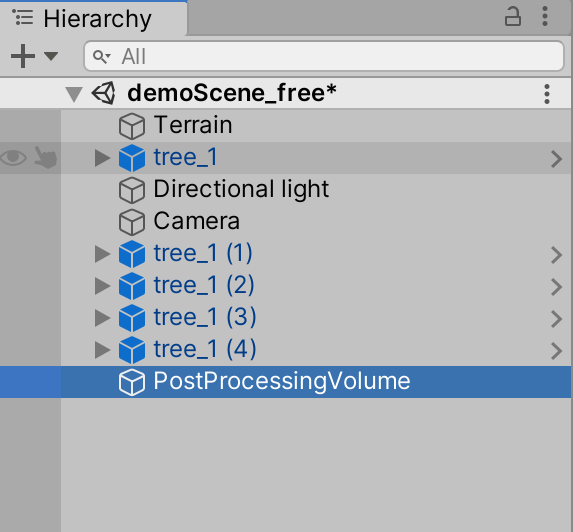 Hierarchy
All
demoScene_free*
Terrain
tree_1
Directional light
Camera
tree_1 (1)
tree_1 (2)
tree_1 (3)
tree_1 (4)
PostProcessingVolume